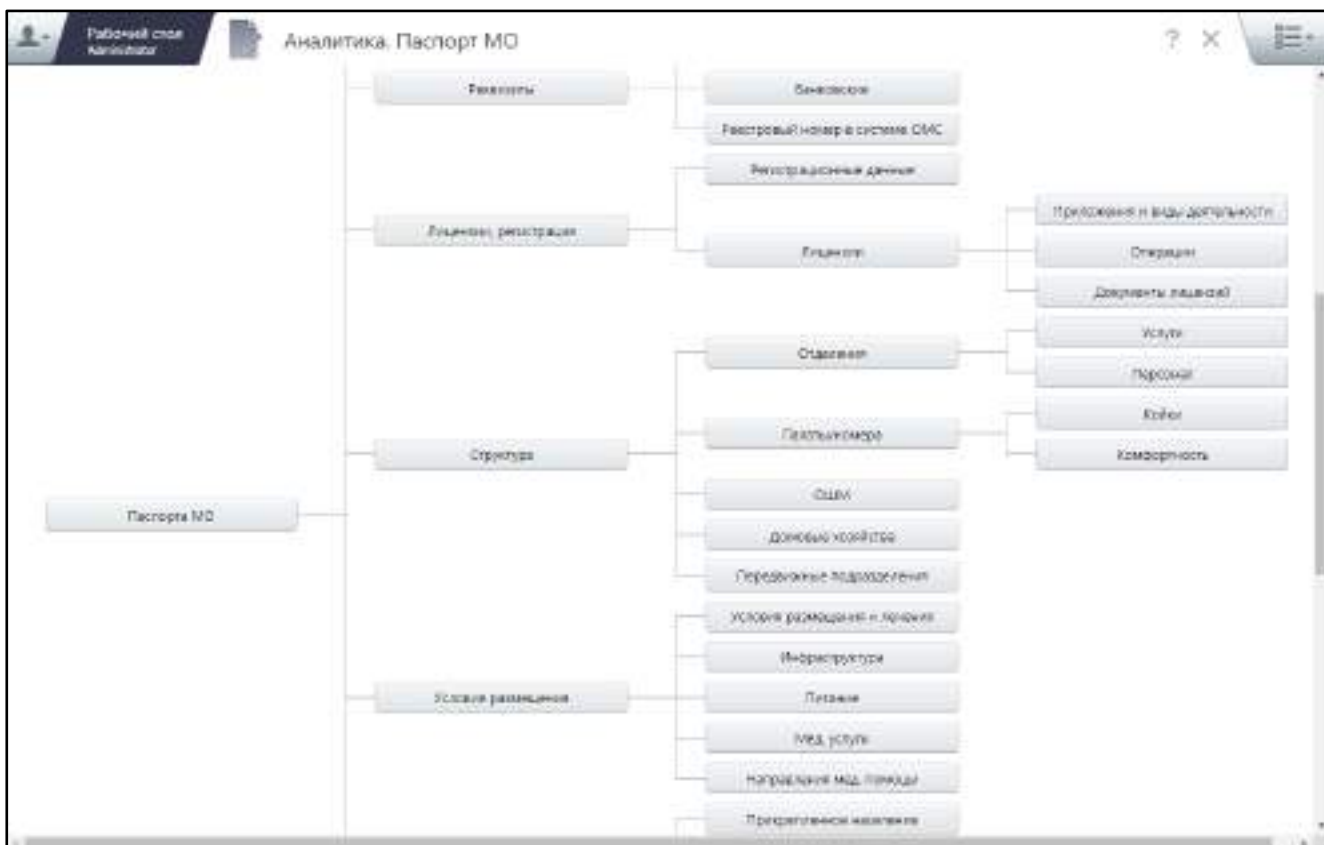 Рабочий стол
Administrator
Аналитика. Паспорт МО
?
Реквизиты
Банковские
Реестровый номер в системе ОМС
Регистрационные данные
Лицензии, регистрация
Лицензии
Приложения и виды деятельности
Операции
Документы лицензий
Отделения
Услуги
Персонал
Структура
Палаты/номера
Койки
Комфортность
Домовые хозяйства
Передвижные подразделения
Паспорта МО
Условия размещения
Условия размещения и лечения
Инфраструктура
Питание
Мед. услуги
Направления мед. помощи
Прикрепленное население